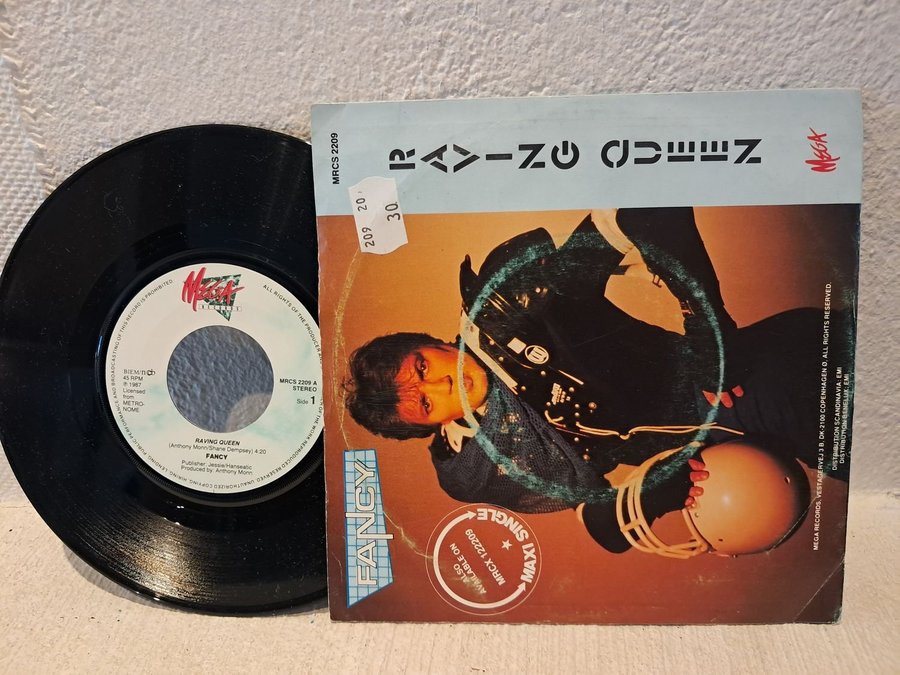 MEGA
RECORDS
ALL RIGHTS OF THE PRODUCER AND
OF THE WORK REPRODUCED RESERVED. UNAUTHORIZED COPYING, HIRING, LENDING, PUBLIC PERFORMANCE AND BROADCASTING OF THIS RECORD IS PROHIBITED.
BIEM/n©b
45 RPM
℗ 1987
Licensed
from
METRO-
NOME
MRCS 2209 A
STEREO
Side 1
RAVING QUEEN
(Anthony Monn/Shane Dempsey) 4:20
FANCY
Publisher: Jessie/Hanseatic
Produced by: Anthony Monn
MRCS 2209
RAVING QUEEN
MEGA
209 20,
30
FANCY
ALSO
AVAILABLE ON
MRCX 122209
MAXI SINGLE
MEGA RECORDS, VESTAGERVEJ 3 B. DK-2100 COPENHAGEN Ø. ALL RIGHTS RESERVED.
DISTRIBUTION SCANDINAVIA: EMI
DISTRIBUTION BENELUX: EMI